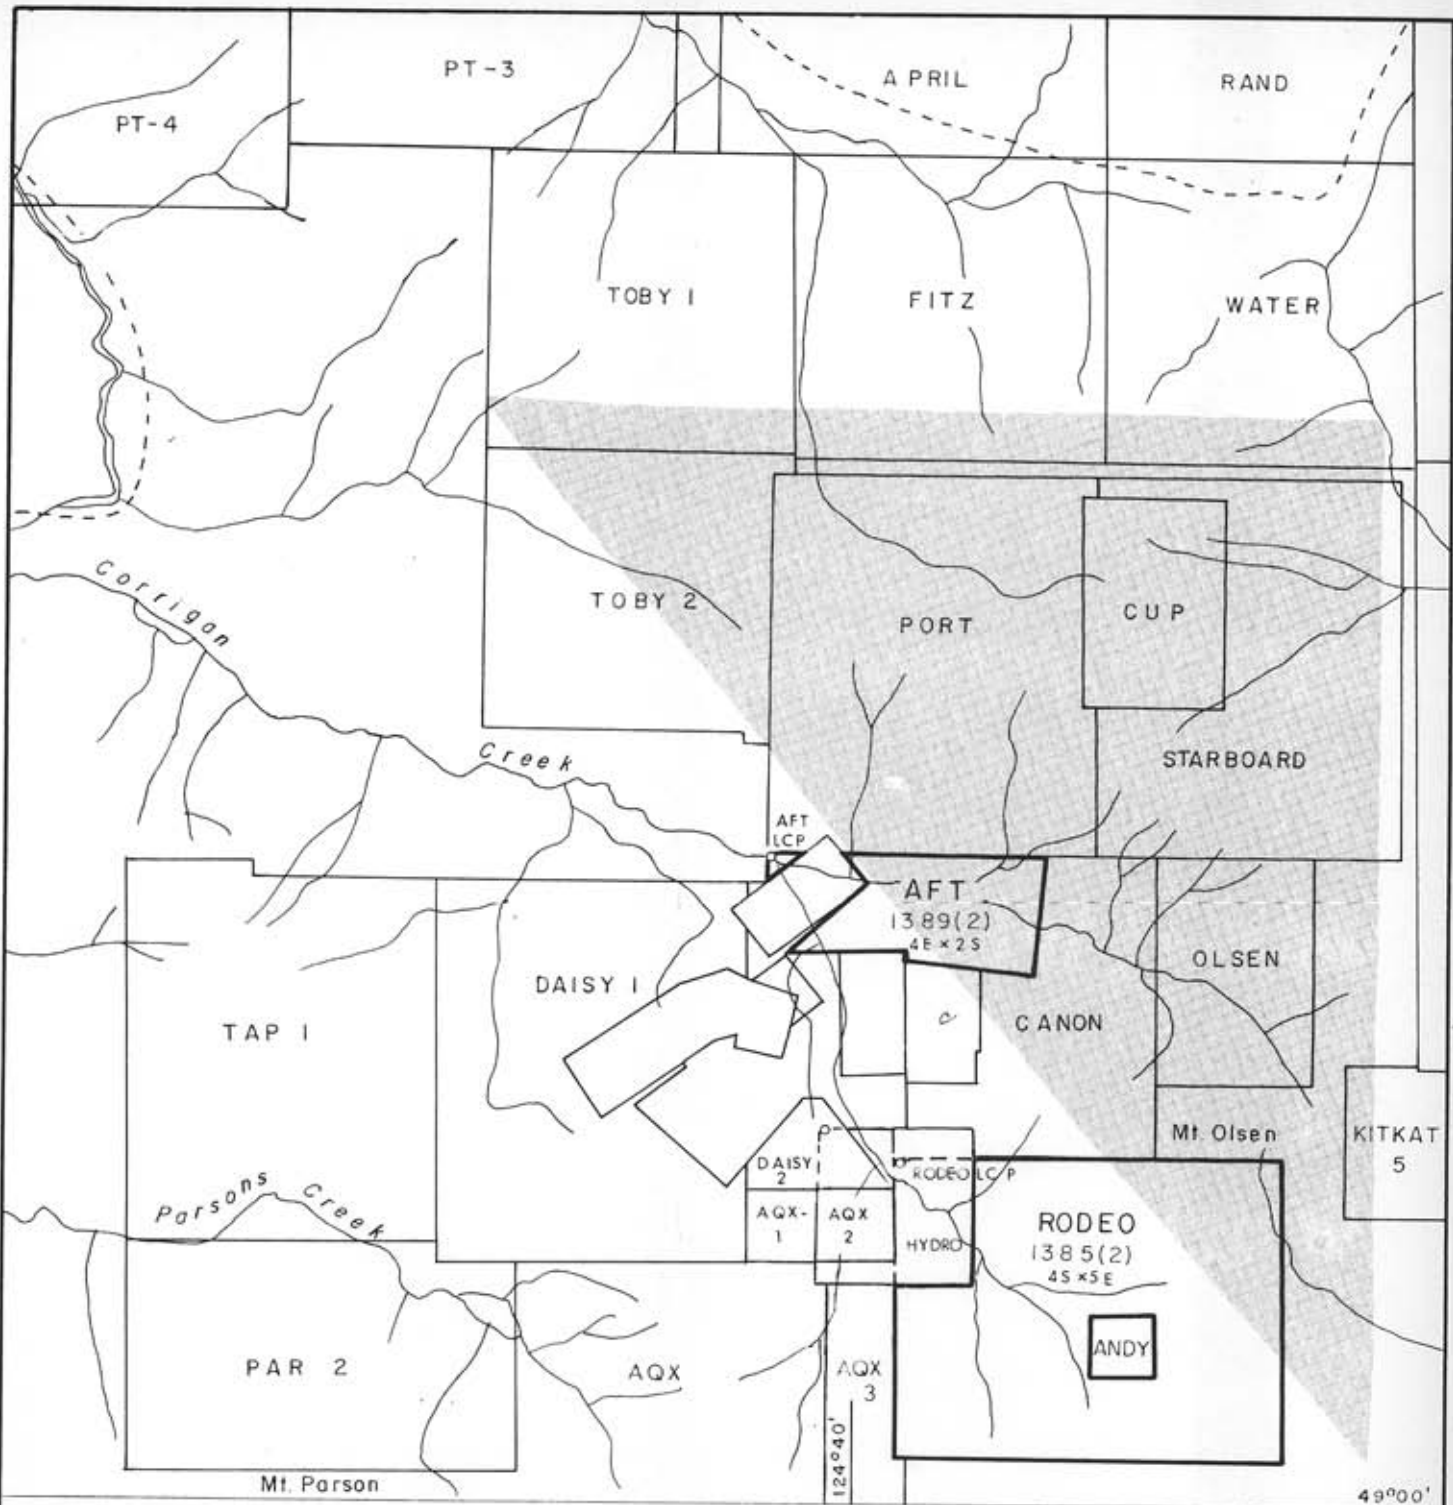 PT-4
PT-3
APRIL
RAND
TOBY 1
FITZ
WATER
Corrigan
Creek
TOBY 2
PORT
CUP
STARBOARD
AFT
LCP
AFT
1389(2)
4E × 2S
DAISY 1
TAP 1
C
CANON
OLSEN
Mt. Olsen
KITKAT
5
DAISY
2
RODEO LCP
AQX-
1
AQX
2
HYDRO
RODEO
1385(2)
4S × 5E
ANDY
Parsons Creek
PAR 2
AQX
AQX
3
124°40'
Mt. Parson
49°00'